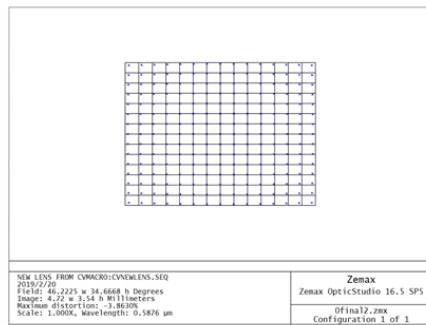 NEW LENS FROM CVMACRO:CVNEWLENS.SEQ
2019/2/20
Field: 46.2225 w 34.6668 h Degrees
Image: 4.72 w 3.54 h Millimeters
Maximum distortion: -3.8630%
Scale: 1.000X, Wavelength: 0.5876 µm
Zemax
Zemax OpticStudio 16.5 SP5
Ofinal2.zmx
Configuration 1 of 1